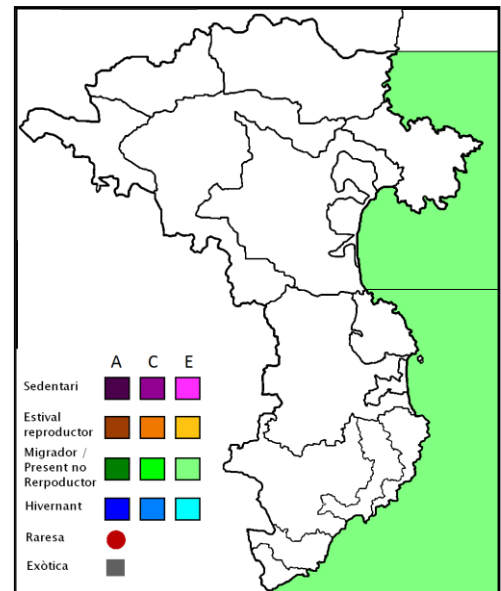 A C E
Sedentari
Estival
reproductor
Migrador /
Present no
Rerpoductor
Hivernant
Raresa
Exòtica